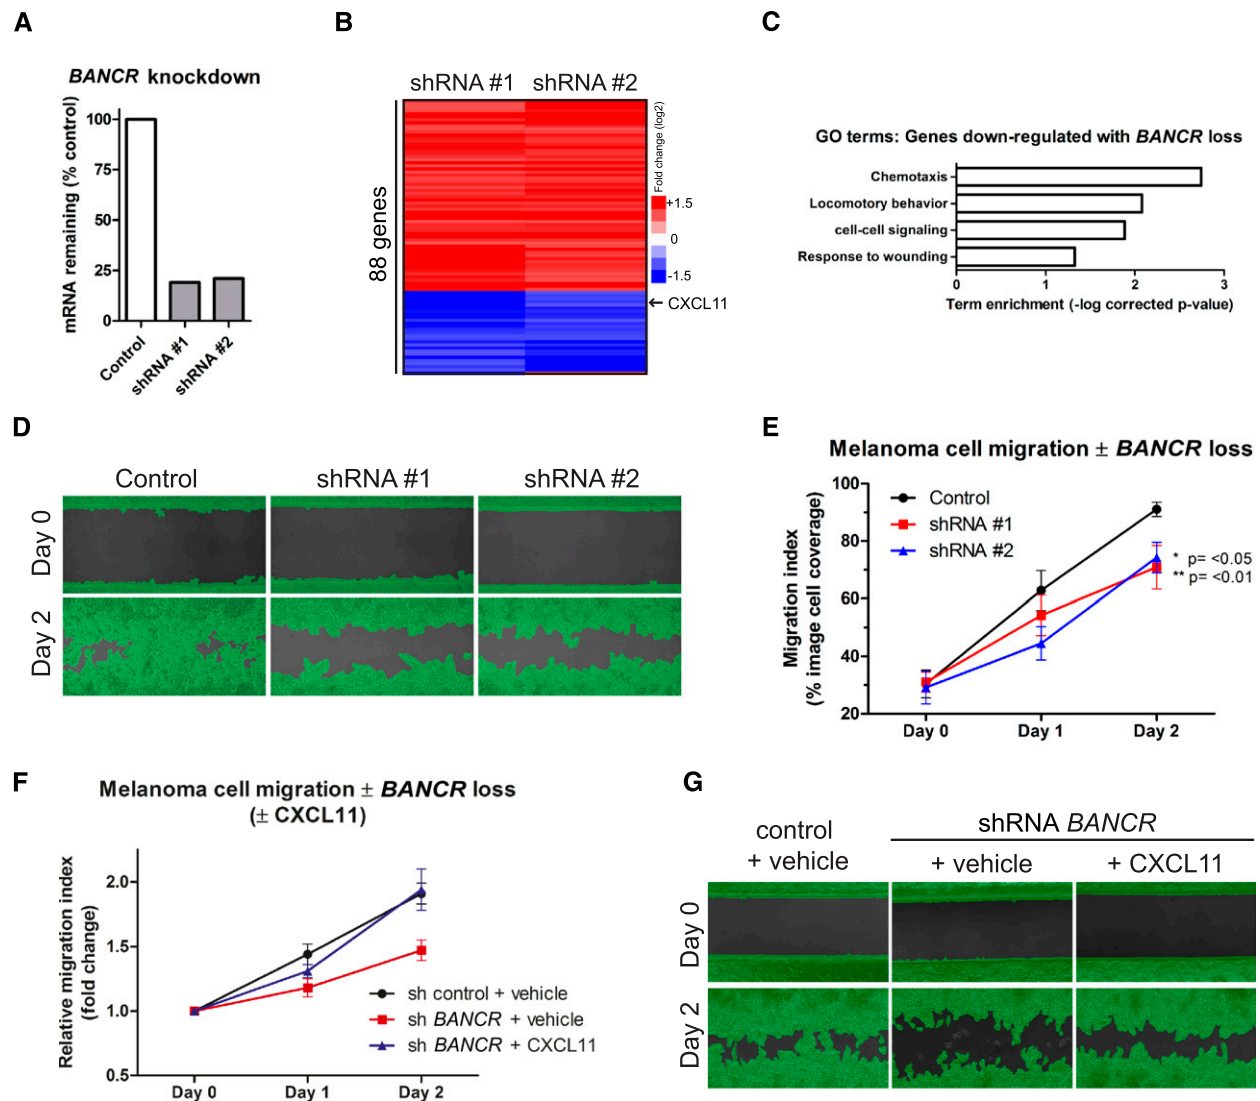 A
BANCR knockdown
mRNA remaining (% control)
100
75
50
25
0
Control
shRNA #1
shRNA #2
B
shRNA #1
shRNA #2
88 genes
Fold change (log2)
+1.5
0
-1.5
← CXCL11
C
GO terms: Genes down-regulated with BANCR loss
Chemotaxis
Locomotory behavior
cell-cell signaling
Response to wounding
0
1
2
3
Term enrichment (-log corrected p-value)
D
Control
shRNA #1
shRNA #2
Day 0
Day 2
E
Melanoma cell migration ± BANCR loss
Migration index
(% image cell coverage)
100
80
60
40
20
Control
shRNA #1
shRNA #2
* p= <0.05
** p= <0.01
Day 0
Day 1
Day 2
F
Melanoma cell migration ± BANCR loss
(± CXCL11)
Relative migration index
(fold change)
2.0
1.5
1.0
0.5
sh control + vehicle
sh BANCR + vehicle
sh BANCR + CXCL11
Day 0
Day 1
Day 2
G
control
+ vehicle
shRNA BANCR
+ vehicle
+ CXCL11
Day 0
Day 2